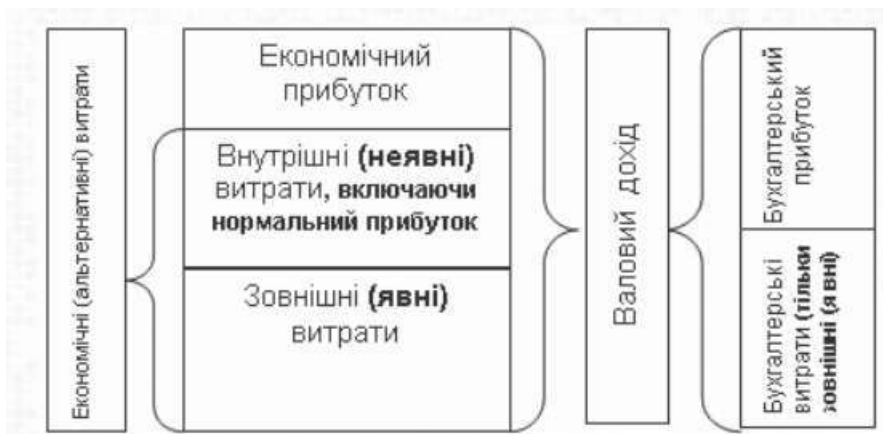 Економічні (альтернативні) витрати
Економічний
прибуток
Внутрішні (неявні)
витрати, включаючи
нормальний прибуток
Зовнішні (явні)
витрати
Валовий дохід
Бухгалтерський
прибуток
Бухгалтерські
витрати (тільки
зовнішні (явні)